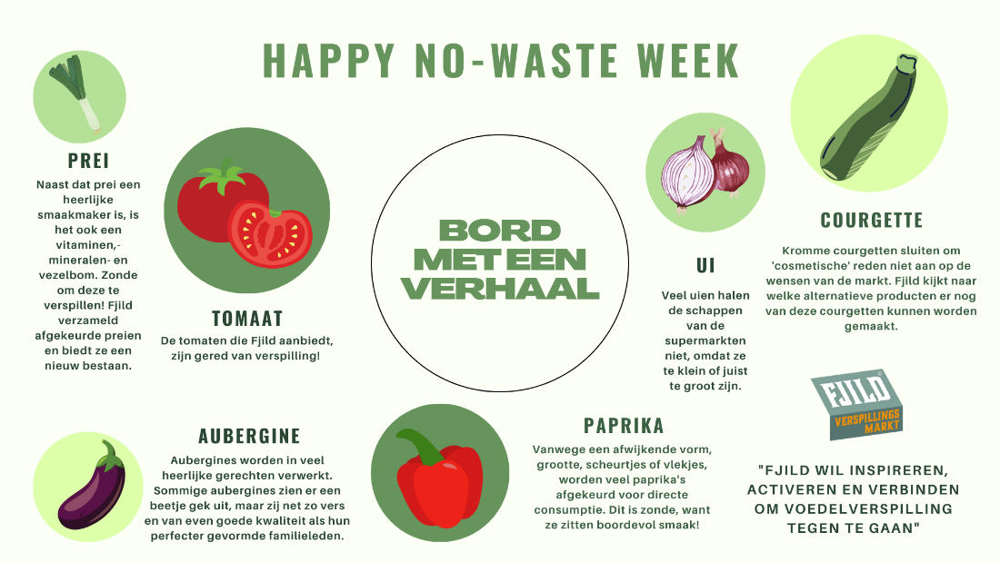 HAPPY NO-WASTE WEEK
PREI
Naast dat prei een
heerlijke
smaakmaker is, is
het ook een
vitaminen,-
mineralen- en
vezelbom. Zonde
om deze te
verspillen! Fjild
verzameld
afgekeurde preien
en biedt ze een
nieuw bestaan.
TOMAAT
De tomaten die Fjild aanbiedt,
zijn gered van verspilling!
BORD
MET EEN
VERHAAL
UI
Veel uien halen
de schappen
van de
supermarkten
niet, omdat ze
te klein of juist
te groot zijn.
COURGETTE
Kromme courgetten sluiten om
'cosmetische' reden niet aan op de
wensen van de markt. Fjild kijkt naar
welke alternatieve producten er nog
van deze courgetten kunnen worden
gemaakt.
AUBERGINE
Aubergines worden in veel
heerlijke gerechten verwerkt.
Sommige aubergines zien er een
beetje gek uit, maar zij net zo vers
en van even goede kwaliteit als hun
perfecter gevormde familieleden.
PAPRIKA
Vanwege een afwijkende vorm,
grootte, scheurtjes of vlekjes,
worden veel paprika's
afgekeurd voor directe
consumptie. Dit is zonde, want
ze zitten boordevol smaak!
FJILD
VERSPILLINGS
MARKT
"FJILD WIL INSPIREREN,
ACTIVEREN EN VERBINDEN
OM VOEDELVERSPILLING
TEGEN TE GAAN"